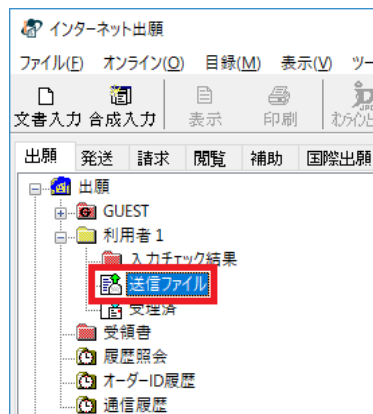 インターネット出願
ファイル(F) オンライン(O) 目録(M) 表示(V) ツー
文書入力 合成入力 表示 印刷
出願 発送 請求 閲覧 補助 国際出願
出願
GUEST
利用者1
入力チェック結果
送信ファイル
受理済
受領書
履歴照会
オーダーID履歴
通信履歴